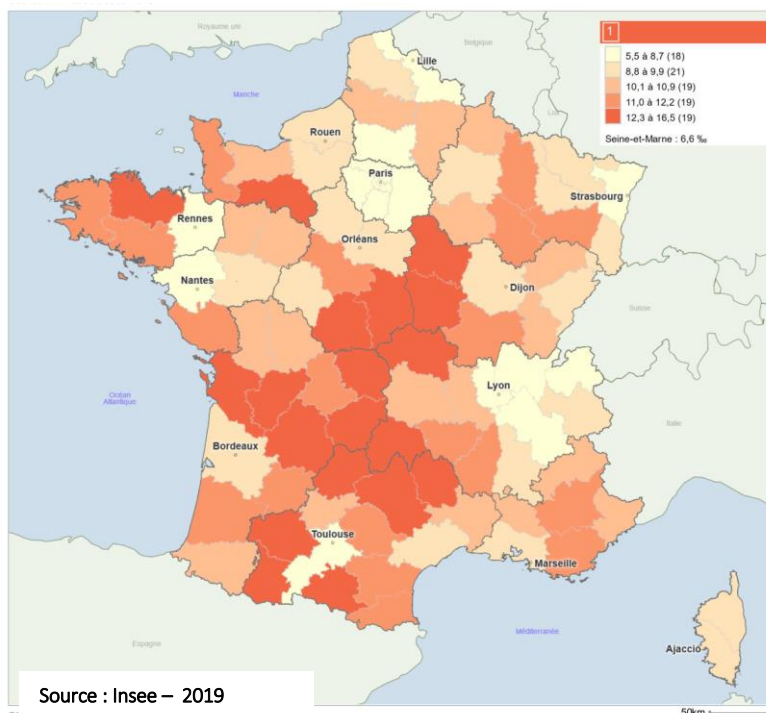 Royaume uni
Belgique
Lille
Manche
Rouen
Paris
Strasbourg
Rennes
Orléans
Nantes
Dijon
Suisse
Océan
Atlantique
Lyon
Italie
Bordeaux
Toulouse
Marseille
Méditerranée
Ajaccio
Espagne
1
5,5 à 8,7 (18)
8,8 à 9,9 (21)
10,1 à 10,9 (19)
11,0 à 12,2 (19)
12,3 à 16,5 (19)
Seine-et-Marne : 6,6 ‰
Source : Insee – 2019
50km